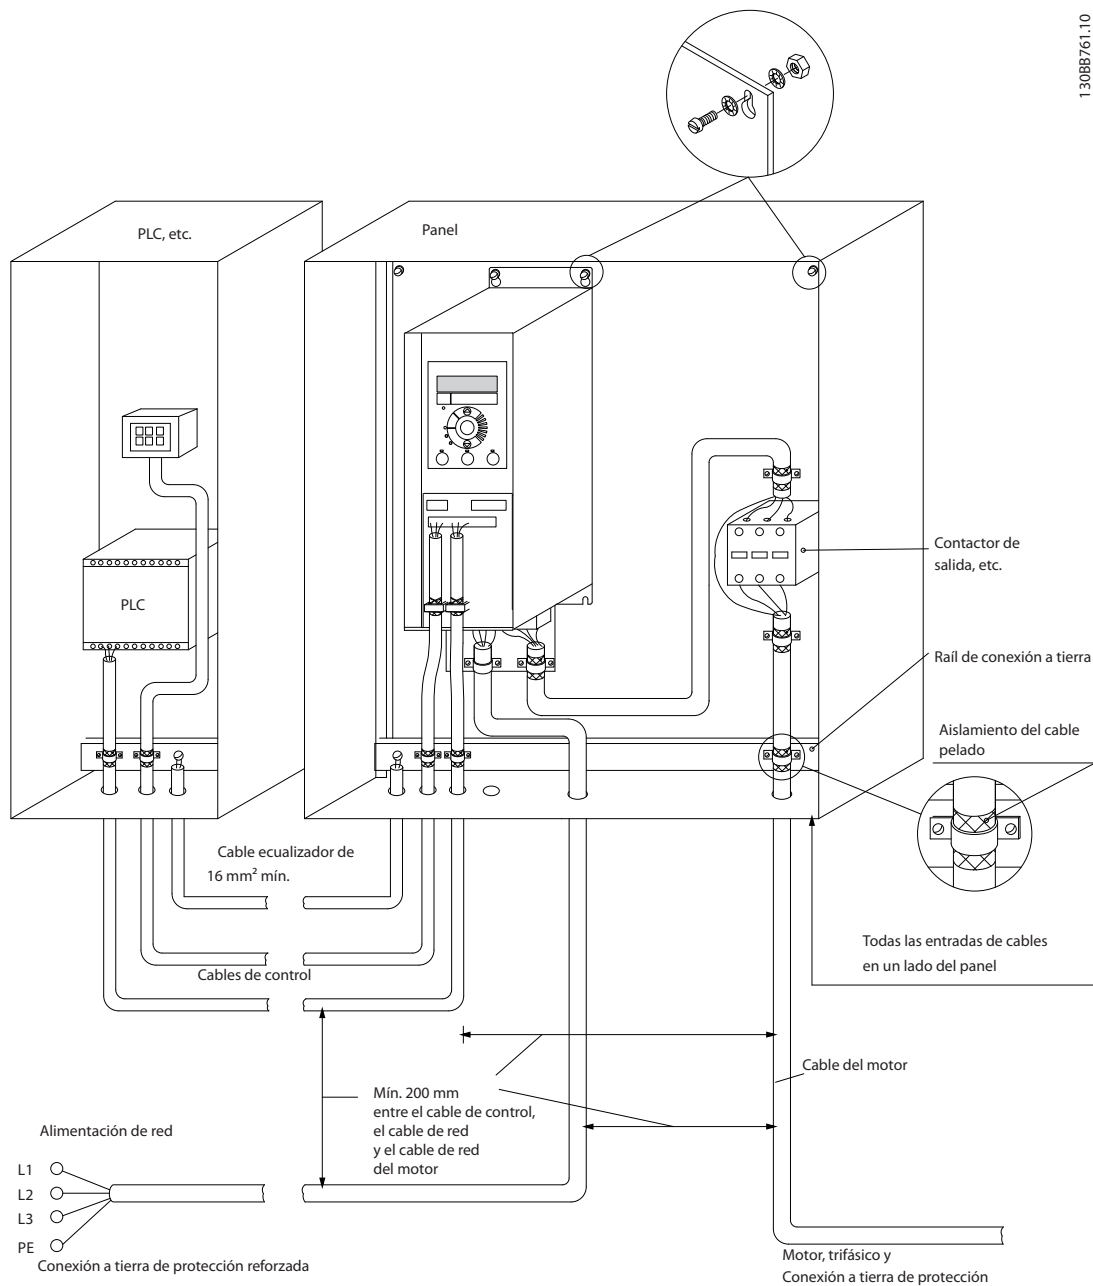 130BB761.10
PLC, etc.
Panel
PLC
Contactor de
salida, etc.
Raíl de conexión a tierra
Aislamiento del cable
pelado
Cable ecualizador de
16 mm² mín.
Todas las entradas de cables
en un lado del panel
Cables de control
Mín. 200 mm
entre el cable de control,
el cable de red
y el cable de red
del motor
Cable del motor
Alimentación de red
L1
L2
L3
PE
Conexión a tierra de protección reforzada
Motor, trifásico y
Conexión a tierra de protección